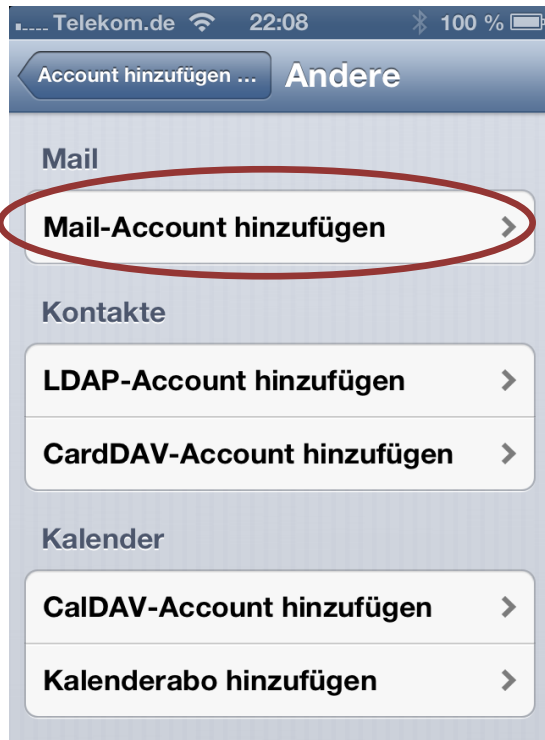 Telekom.de 22:08 100 %
Account hinzufügen ... Andere
Mail
Mail-Account hinzufügen
Kontakte
LDAP-Account hinzufügen
CardDAV-Account hinzufügen
Kalender
CalDAV-Account hinzufügen
Kalenderabo hinzufügen